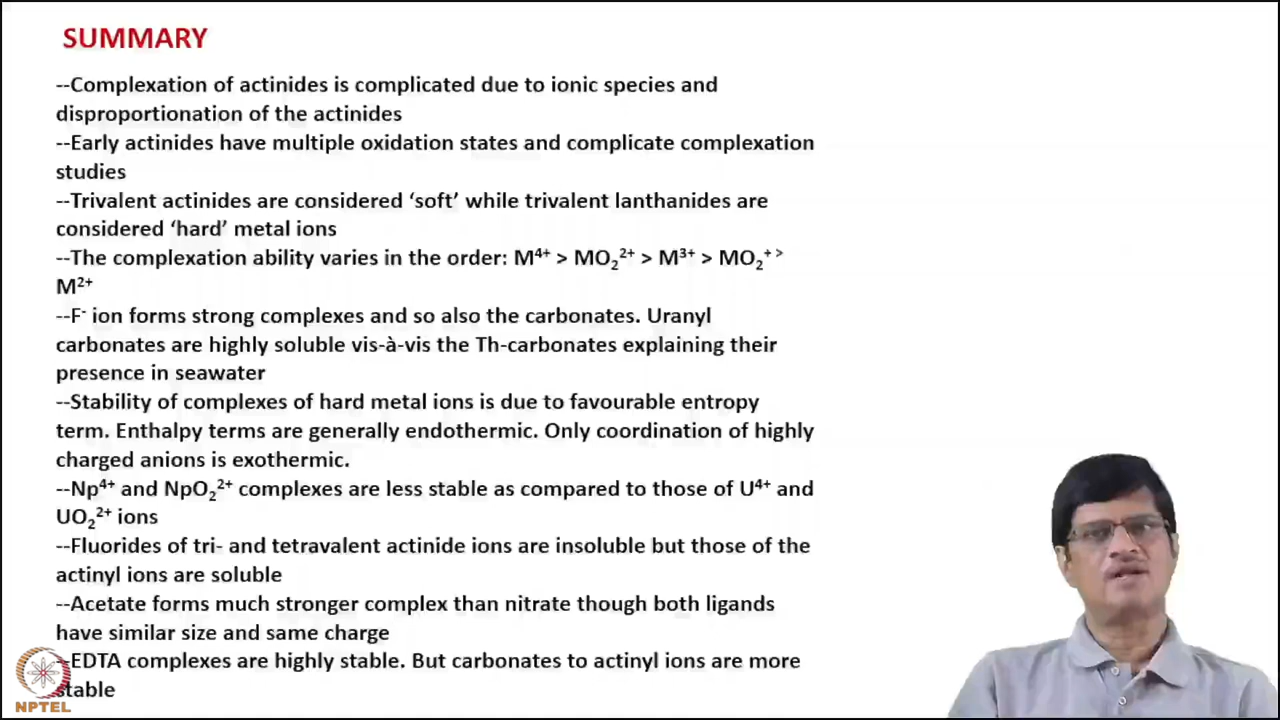 SUMMARY
--Complexation of actinides is complicated due to ionic species and
disproportionation of the actinides
--Early actinides have multiple oxidation states and complicate complexation
studies
--Trivalent actinides are considered ‘soft’ while trivalent lanthanides are
considered ‘hard’ metal ions
--The complexation ability varies in the order: M⁴⁺ > MO₂²⁺ > M³⁺ > MO₂⁺ ᐳ
M²⁺
--F⁻ ion forms strong complexes and so also the carbonates. Uranyl
carbonates are highly soluble vis-à-vis the Th-carbonates explaining their
presence in seawater
--Stability of complexes of hard metal ions is due to favourable entropy
term. Enthalpy terms are generally endothermic. Only coordination of highly
charged anions is exothermic.
--Np⁴⁺ and NpO₂²⁺ complexes are less stable as compared to those of U⁴⁺ and
UO₂²⁺ ions
--Fluorides of tri- and tetravalent actinide ions are insoluble but those of the
actinyl ions are soluble
--Acetate forms much stronger complex than nitrate though both ligands
have similar size and same charge
--EDTA complexes are highly stable. But carbonates to actinyl ions are more
stable
NPTEL